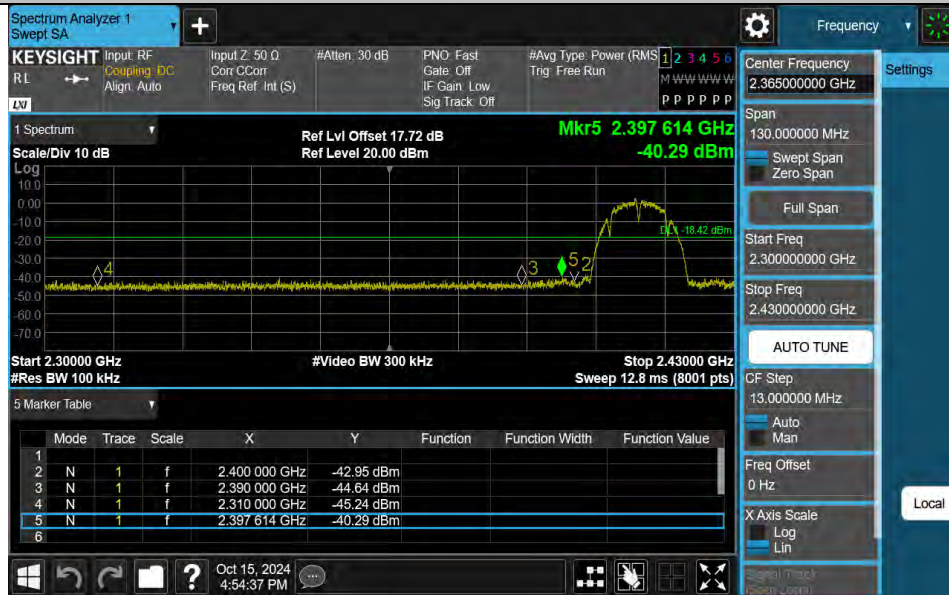 Spectrum Analyzer 1
Swept SA
+
Frequency
KEYSIGHT
RL
LXI
Input: RF
Coupling: DC
Align: Auto
Input Z: 50 Ω
Corr CCorr
Freq Ref: Int (S)
#Atten: 30 dB
PNO: Fast
Gate: Off
IF Gain: Low
Sig Track: Off
#Avg Type: Power (RMS
Trig: Free Run
1 2 3 4 5 6
M W W W W W
P P P P P P
Center Frequency
2.365000000 GHz
Settings
Span
130.000000 MHz
Swept Span
Zero Span
Full Span
Start Freq
2.300000000 GHz
Stop Freq
2.430000000 GHz
AUTO TUNE
CF Step
13.000000 MHz
Auto
Man
Freq Offset
0 Hz
X Axis Scale
Log
Lin
Signal Track
(Span Zoom)
Local
1 Spectrum
Scale/Div 10 dB
Ref Lvl Offset 17.72 dB
Ref Level 20.00 dBm
Mkr5 2.397 614 GHz
-40.29 dBm
Log
10.0
0.00
-10.0
-20.0
-30.0
-40.0
-50.0
-60.0
-70.0
DL1 -18.42 dBm
4
3
5
2
Start 2.30000 GHz
#Res BW 100 kHz
#Video BW 300 kHz
Stop 2.43000 GHz
Sweep 12.8 ms (8001 pts)
5 Marker Table
Mode Trace Scale X Y Function Function Width Function Value
1
2 N 1 f 2.400 000 GHz -42.95 dBm
3 N 1 f 2.390 000 GHz -44.64 dBm
4 N 1 f 2.310 000 GHz -45.24 dBm
5 N 1 f 2.397 614 GHz -40.29 dBm
6
?
Oct 15, 2024
4:54:37 PM